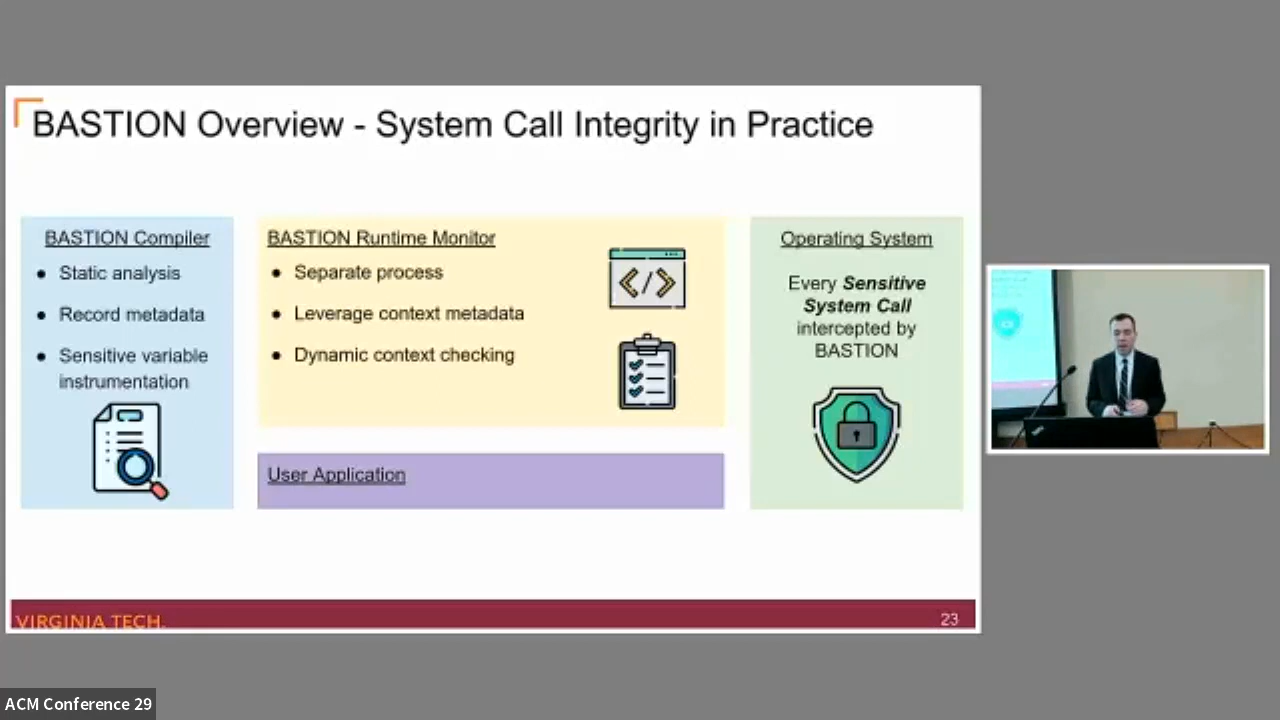 BASTION Overview - System Call Integrity in Practice
BASTION Compiler
● Static analysis
● Record metadata
● Sensitive variable
instrumentation
BASTION Runtime Monitor
● Separate process
● Leverage context metadata
● Dynamic context checking
</>
User Application
Operating System
Every Sensitive
System Call
intercepted by
BASTION
VIRGINIA TECH.
23
ACM Conference 29